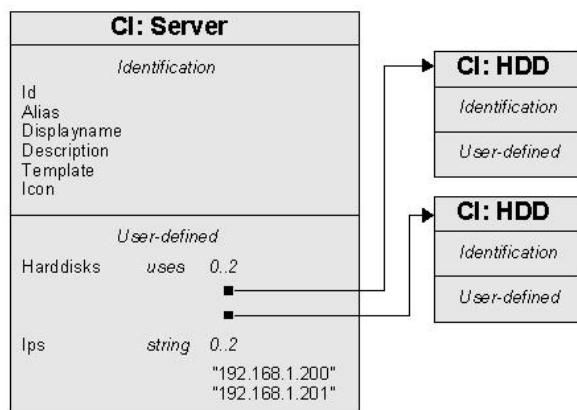 CI: Server
Identification
Id
Alias
Displayname
Description
Template
Icon
User-defined
Harddisks uses 0..2
Ips string 0..2
"192.168.1.200"
"192.168.1.201"
CI: HDD
Identification
User-defined
CI: HDD
Identification
User-defined